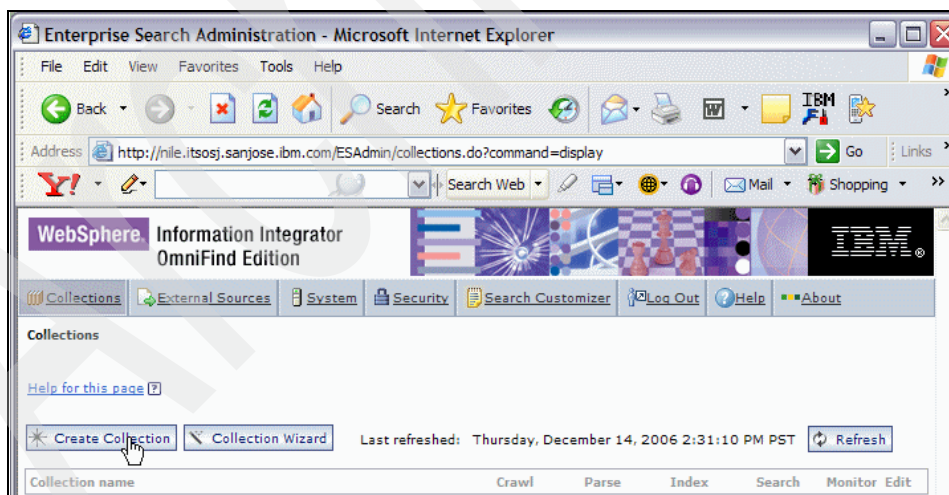 Enterprise Search Administration - Microsoft Internet Explorer
File Edit View Favorites Tools Help
Back Search Favorites W IBM
Address http://nile.itsosj.sanjose.ibm.com/ESAdmin/collections.do?command=display Go Links »
Y! Search Web Mail Shopping »
WebSphere. Information Integrator
OmniFind Edition
IBM®
Collections External Sources System Security Search Customizer Log Out Help About
Collections
Help for this page ?
Create Collection Collection Wizard Last refreshed: Thursday, December 14, 2006 2:31:10 PM PST Refresh
Collection name Crawl Parse Index Search Monitor Edit